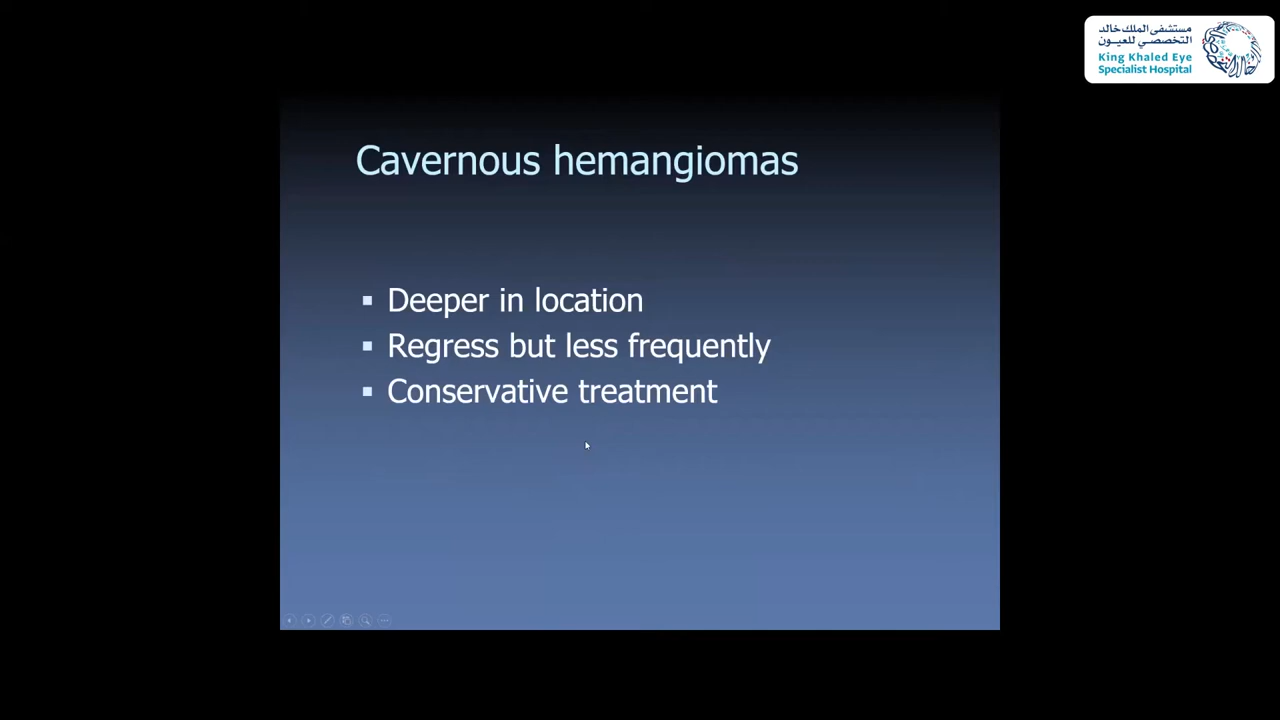 مستشفى الملك خالد
التخصصي للعيون
King Khaled Eye
Specialist Hospital
Cavernous hemangiomas
Deeper in location
Regress but less frequently
Conservative treatment